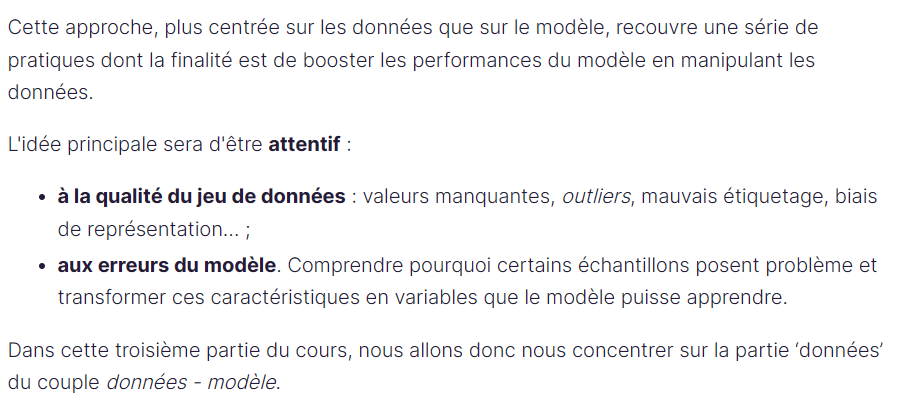 Cette approche, plus centrée sur les données que sur le modèle, recouvre une série de
pratiques dont la finalité est de booster les performances du modèle en manipulant les
données.
L'idée principale sera d'être attentif :
• à la qualité du jeu de données : valeurs manquantes, outliers, mauvais étiquetage, biais
de représentation... ;
• aux erreurs du modèle. Comprendre pourquoi certains échantillons posent problème et
transformer ces caractéristiques en variables que le modèle puisse apprendre.
Dans cette troisième partie du cours, nous allons donc nous concentrer sur la partie ‘données’
du couple données - modèle.